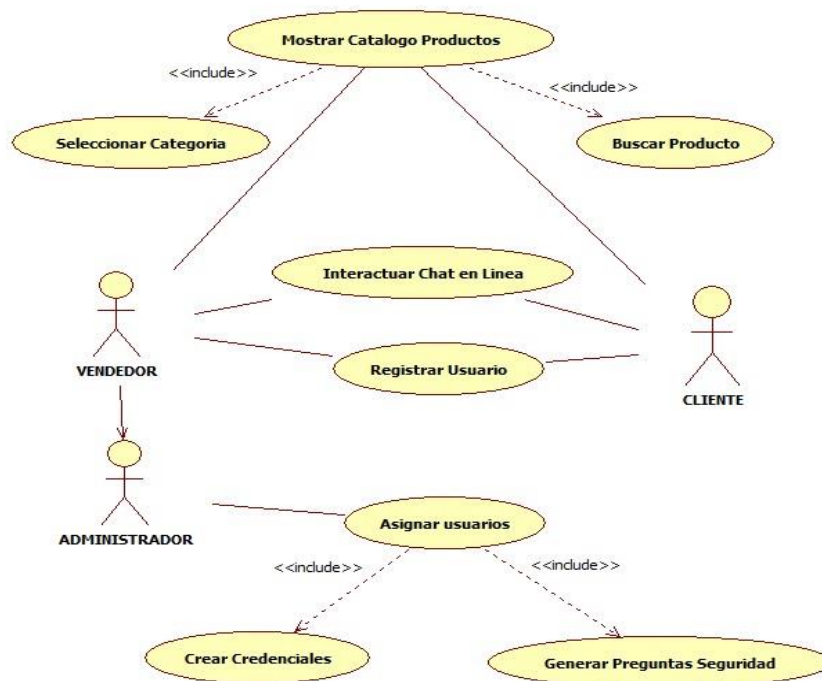 Mostrar Catalogo Productos
<<include>>
<<include>>
Seleccionar Categoria
Buscar Producto
Interactuar Chat en Linea
VENDEDOR
Registrar Usuario
CLIENTE
ADMINISTRADOR
Asignar usuarios
<<include>>
<<include>>
Crear Credenciales
Generar Preguntas Seguridad